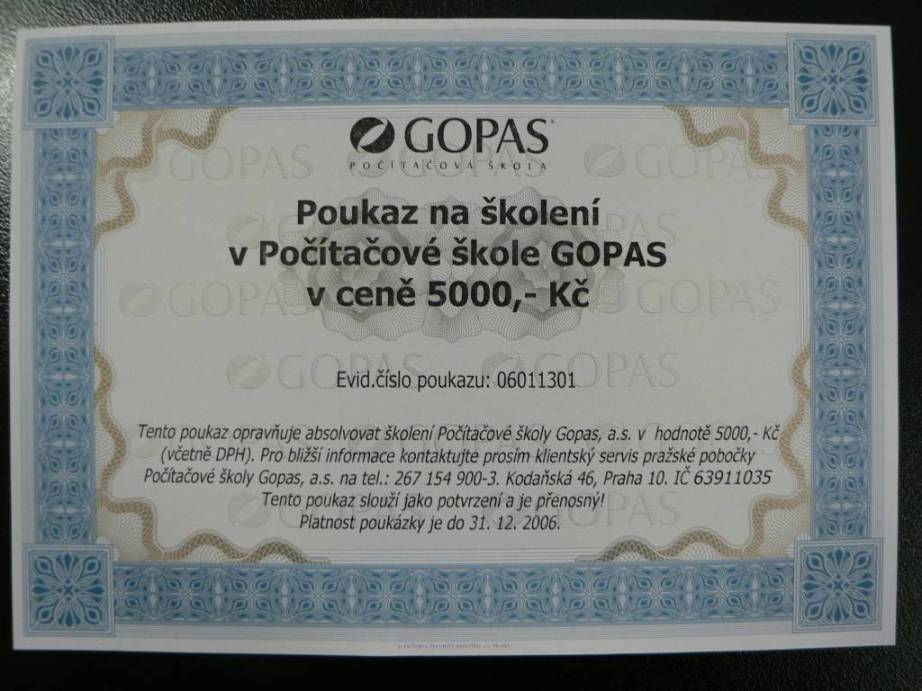 GOPAS
POČÍTAČOVÁ ŠKOLA
Poukaz na školení
v Počítačové škole GOPAS
v ceně 5000,- Kč
Evid.číslo poukazu: 06011301
Tento poukaz opravňuje absolvovat školení Počítačové školy Gopas, a.s. v hodnotě 5000,- Kč
(včetně DPH). Pro bližší informace kontaktujte prosím klientský servis pražské pobočky
Počítačové školy Gopas, a.s. na tel.: 267 154 900-3. Kodaňská 46, Praha 10. IČ 63911035
Tento poukaz slouží jako potvrzení a je přenosný!
Platnost poukázky je do 31. 12. 2006.